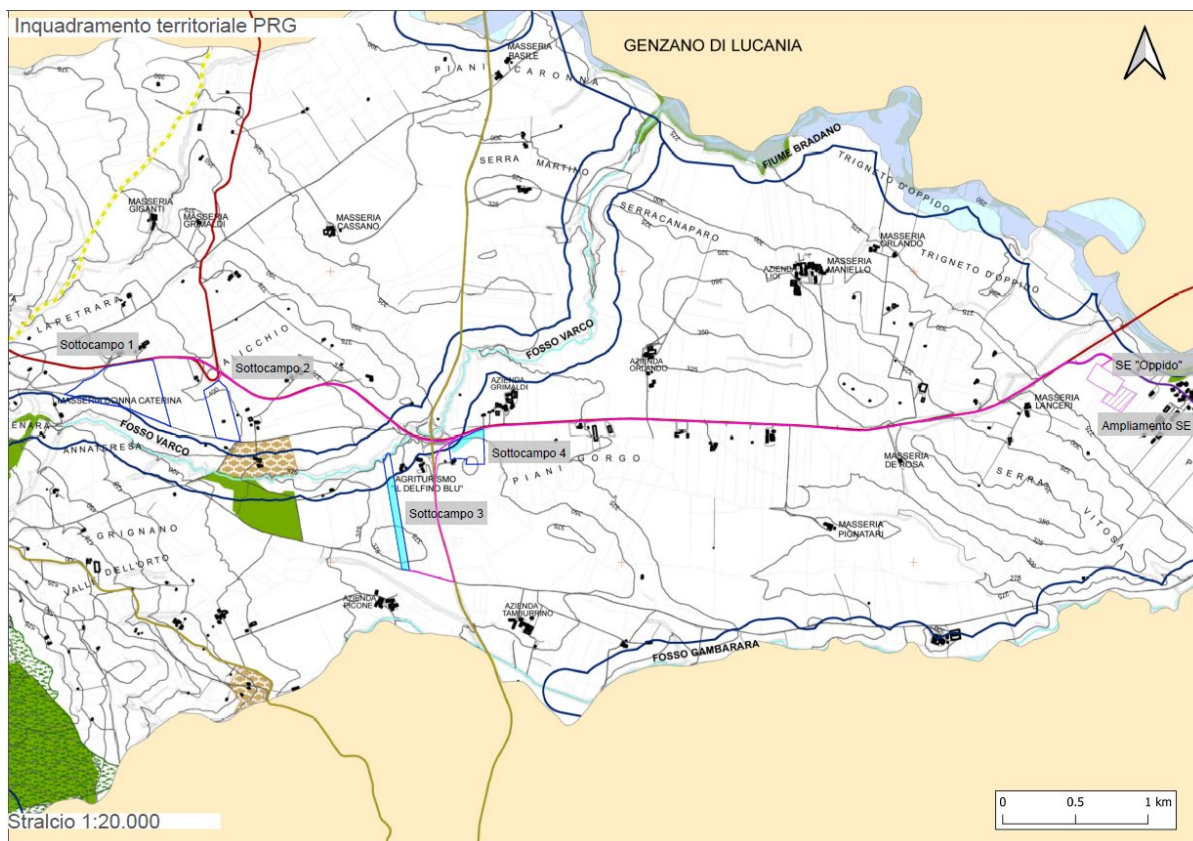 Inquadramento territoriale PRG
GENZANO DI LUCANIA
MASSERIA
BASILE
PIANI CARONNA
SERRA MARTINO
FIUME BRADANO
TRIGNETO D'OPPIDO
MASSERIA
GIGANTI
MASSERIA
GRIMALDI
MASSERIA
CASSANO
SERRACANAPARO
MASSERIA
ORLANDO
AZIENDA
LIOI
MASSERIA
MANIELLO
TRIGNETO D'OPPIDO
LAPETRARA
Sottocampo 1
Sottocampo 2
FOSSO VARCO
AZIENDA
ORLANDO
AZIENDA
GRIMALDI
SE "Oppido"
MASSERIA DONNA CATERINA
MASSERIA
LANCERI
Ampliamento SE
FOSSO VARCO
ANNATERESA
Sottocampo 4
PIANI GORGO
MASSERIA
DE ROSA
SERRA VITOSA
AGRITURISMO
"IL DELFINO BLU"
Sottocampo 3
GRIGNANO
VALLE DELL'ORTO
MASSERIA
PIGNATARI
AZIENDA
PICONE
AZIENDA
TAMBURRINO
FOSSO GAMBARARA
0 0.5 1 km
Stralcio 1:20.000